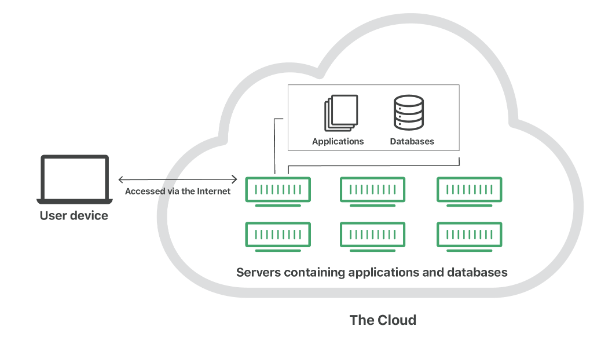 Applications
Databases
Accessed via the Internet
User device
Servers containing applications and databases
The Cloud